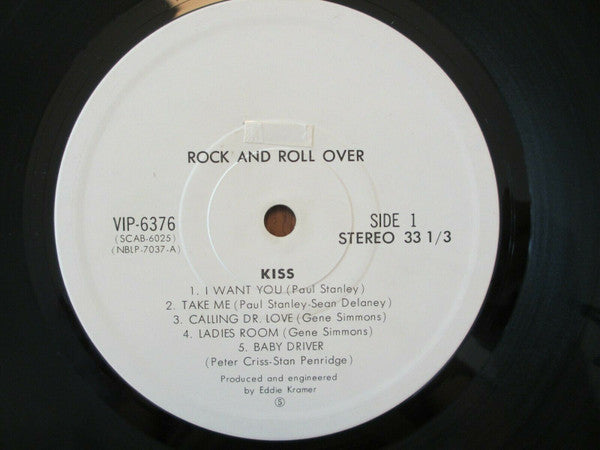 ROCK AND ROLL OVER
VIP-6376
(SCAB-6025)
(NBLP-7037-A)
SIDE 1
STEREO 33 1/3
KISS
1. I WANT YOU (Paul Stanley)
2. TAKE ME (Paul Stanley-Sean Delaney)
3. CALLING DR. LOVE (Gene Simmons)
4. LADIES ROOM (Gene Simmons)
5. BABY DRIVER
(Peter Criss-Stan Penridge)
Produced and engineered
by Eddie Kramer
Ⓢ